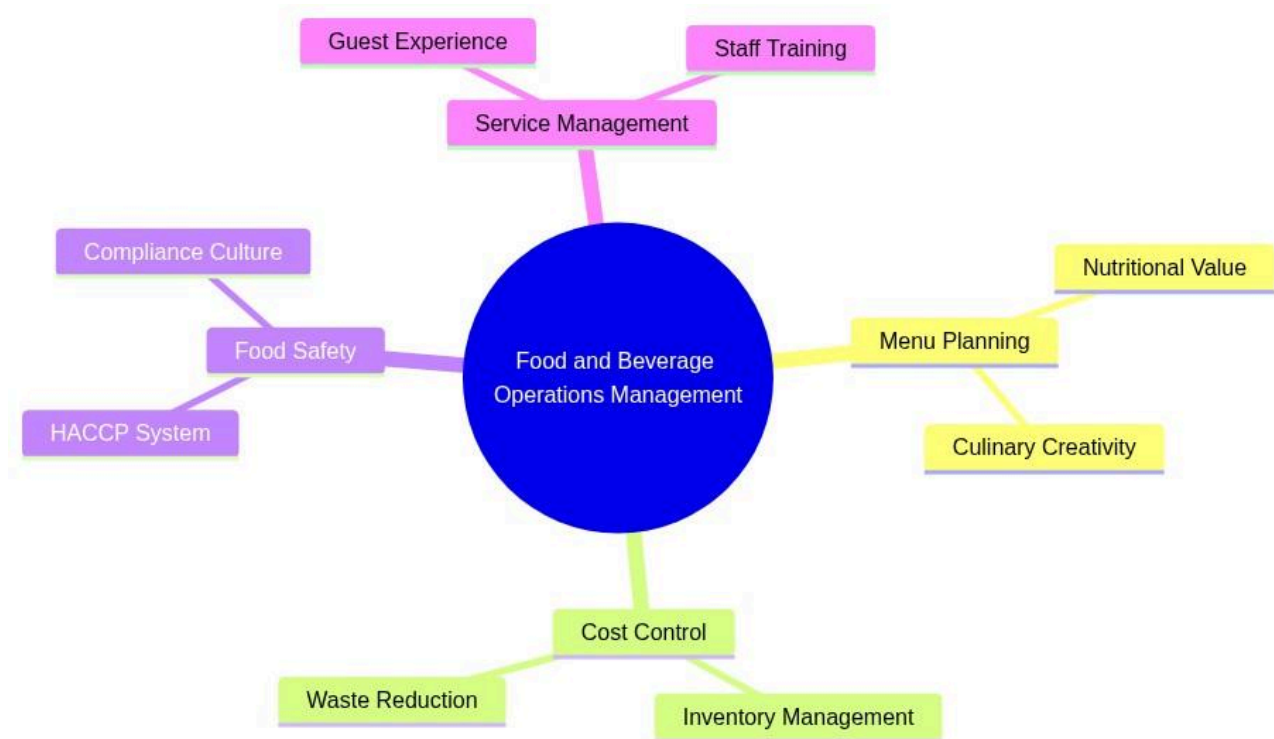 Guest Experience
Staff Training
Service Management
Compliance Culture
Food Safety
HACCP System
Food and Beverage
Operations Management
Nutritional Value
Menu Planning
Culinary Creativity
Cost Control
Waste Reduction
Inventory Management